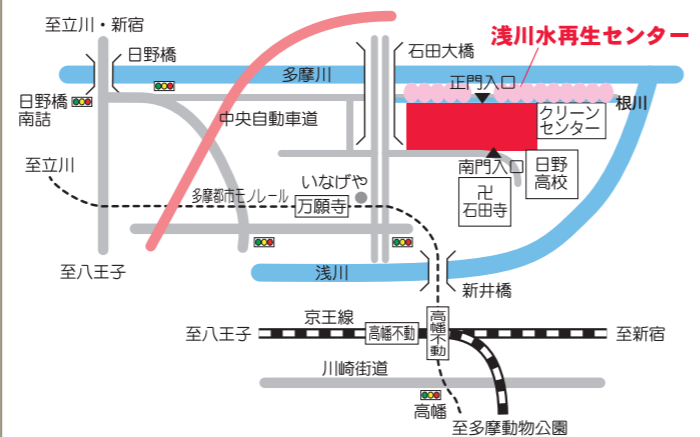 至立川・新宿
日野橋
石田大橋
浅川水再生センター
多摩川
正門入口
根川
日野橋
南詰
中央自動車道
クリーン
センター
至立川
南門入口
日野
高校
いなげや
多摩都市モノレール
万願寺
卍
石田寺
至八王子
浅川
新井橋
京王線
至八王子
高幡不動
高幡不動
至新宿
川崎街道
高幡
至多摩動物公園